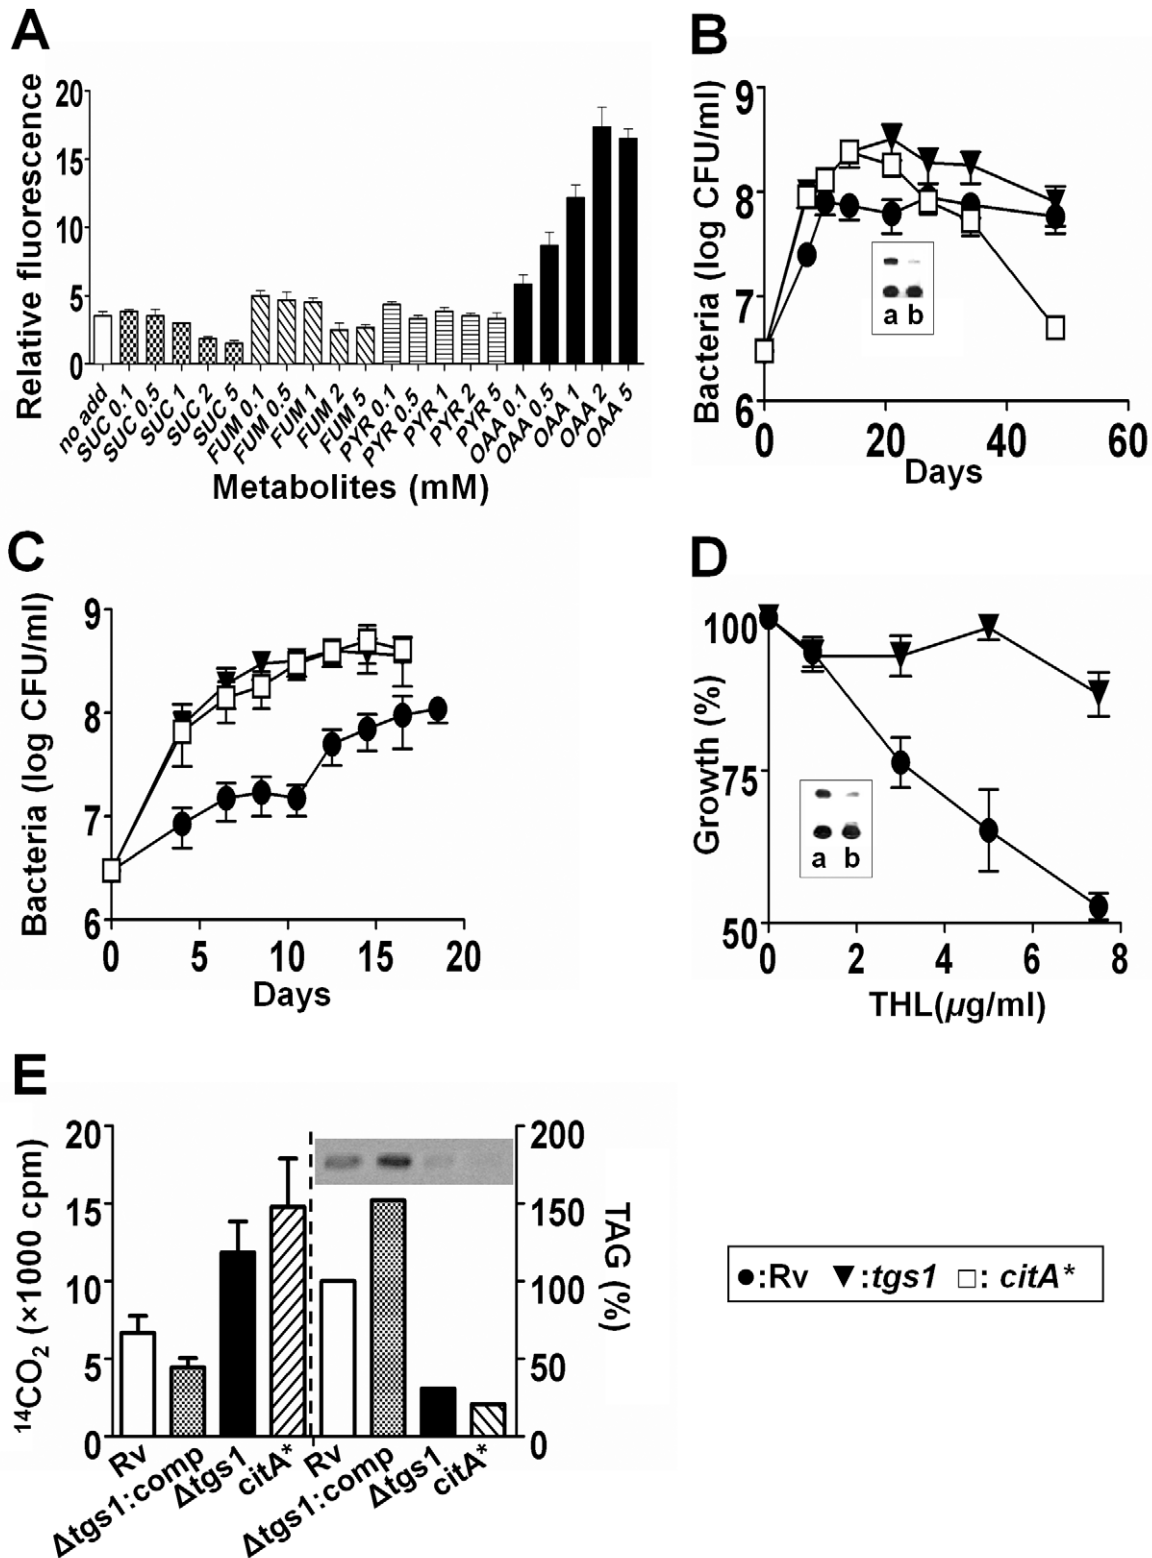 A
Relative fluorescence
20
15
10
5
0
no add
SUC 0.1
SUC 0.5
SUC 1
SUC 2
SUC 5
FUM 0.1
FUM 0.5
FUM 1
FUM 2
FUM 5
PYR 0.1
PYR 0.5
PYR 1
PYR 2
PYR 5
OAA 0.1
OAA 0.5
OAA 1
OAA 2
OAA 5
Metabolites (mM)
B
Bacteria (log CFU/ml)
9
8
7
6
a b
0 20 40 60
Days
C
Bacteria (log CFU/ml)
9
8
7
6
0 5 10 15 20
Days
D
Growth (%)
100
75
50
a b
0 2 4 6 8
THL(µg/ml)
E
¹⁴CO₂ (×1000 cpm)
20
15
10
5
0
Rv
Δtgs1:comp
Δtgs1
citA*
Rv
Δtgs1:comp
Δtgs1
citA*
200
150
100
50
0
TAG (%)
●:Rv ▼:tgs1 □: citA*